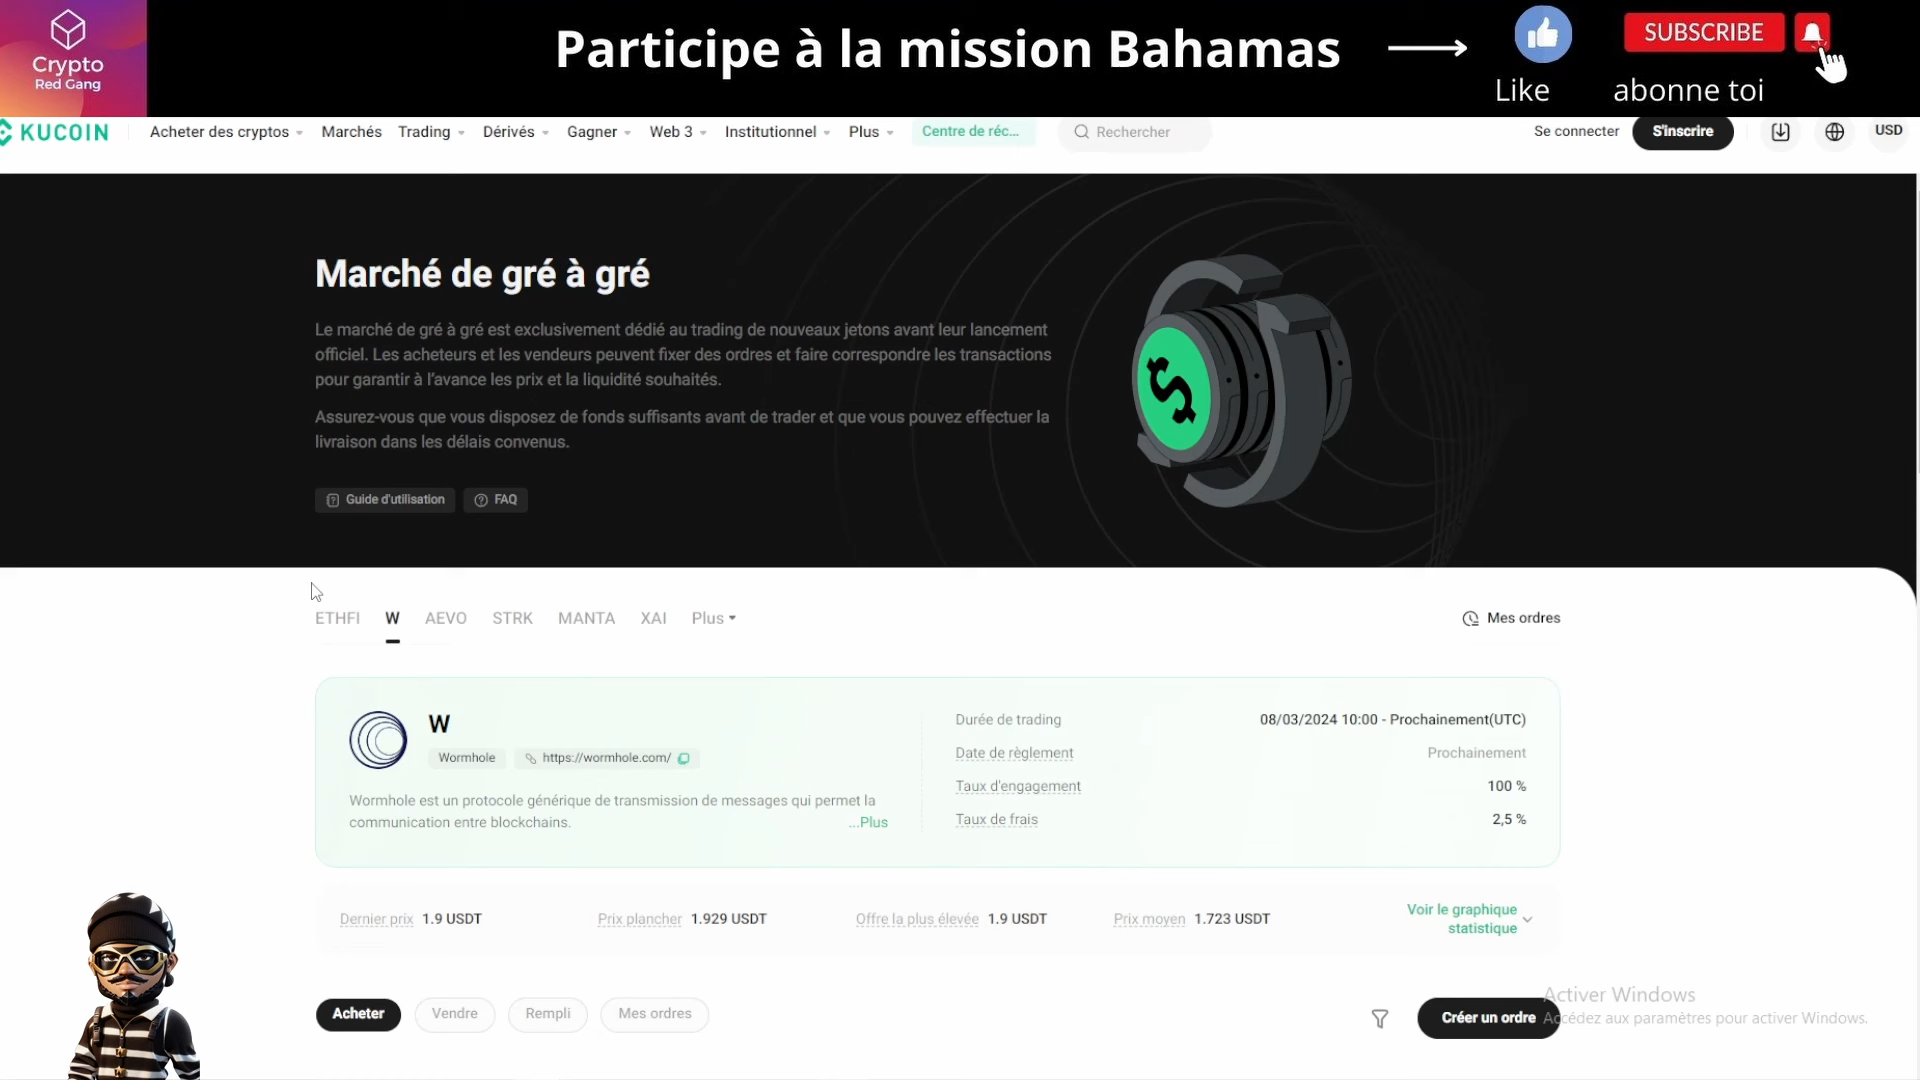 Crypto
Red Gang
Participe à la mission Bahamas
SUBSCRIBE
Like
abonne toi
KUCOIN
Acheter des cryptos
Marchés
Trading
Dérivés
Gagner
Web 3
Institutionnel
Plus
Centre de réc...
Rechercher
Se connecter
S'inscrire
USD
Marché de gré à gré
Le marché de gré à gré est exclusivement dédié au trading de nouveaux jetons avant leur lancement
officiel. Les acheteurs et les vendeurs peuvent fixer des ordres et faire correspondre les transactions
pour garantir à l'avance les prix et la liquidité souhaités.
Assurez-vous que vous disposez de fonds suffisants avant de trader et que vous pouvez effectuer la
livraison dans les délais convenus.
Guide d'utilisation
FAQ
ETHFI
W
AEVO
STRK
MANTA
XAI
Plus
Mes ordres
W
Wormhole
https://wormhole.com/
Wormhole est un protocole générique de transmission de messages qui permet la
communication entre blockchains.
...Plus
Durée de trading
08/03/2024 10:00 - Prochainement(UTC)
Date de règlement
Prochainement
Taux d'engagement
100 %
Taux de frais
2,5 %
Dernier prix 1.9 USDT
Prix plancher 1.929 USDT
Offre la plus élevée 1.9 USDT
Prix moyen 1.723 USDT
Voir le graphique
statistique
Acheter
Vendre
Rempli
Mes ordres
Créer un ordre
Activer Windows
Accédez aux paramètres pour activer Windows.